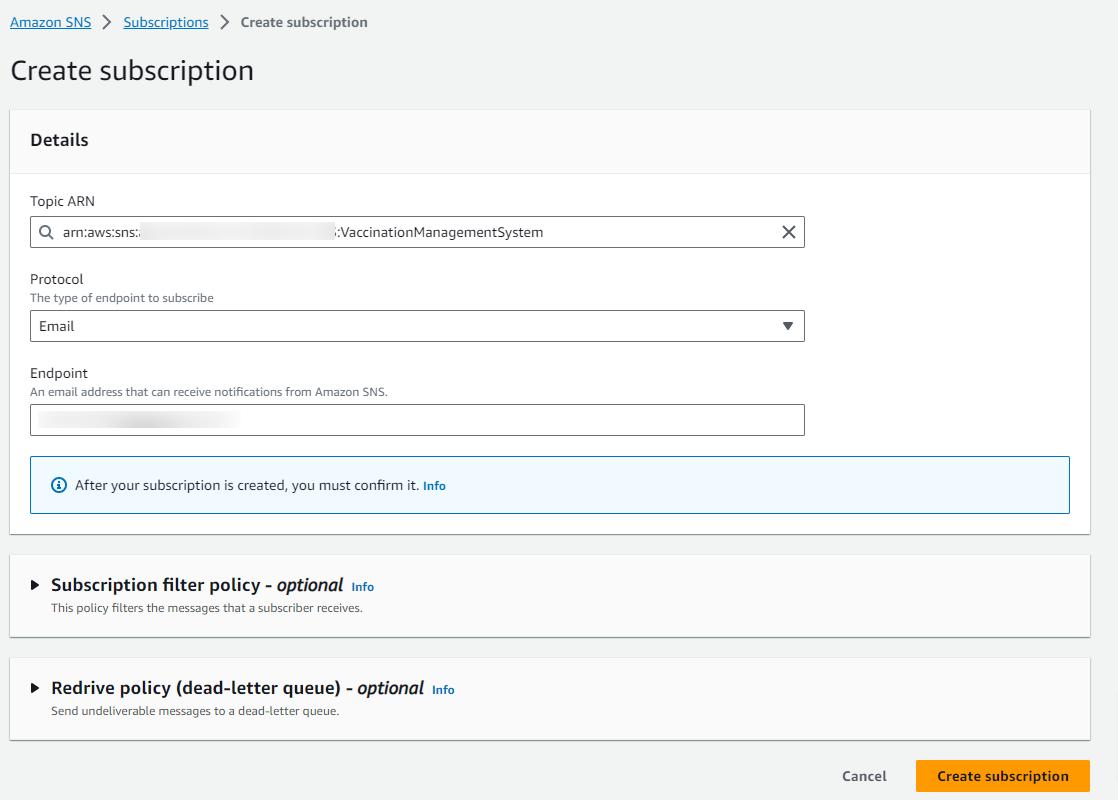 Amazon SNS > Subscriptions > Create subscription
Create subscription
Details
Topic ARN
arn:aws:sns: :VaccinationManagementSystem
Protocol
The type of endpoint to subscribe
Email
Endpoint
An email address that can receive notifications from Amazon SNS.
After your subscription is created, you must confirm it. Info
Subscription filter policy - optional Info
This policy filters the messages that a subscriber receives.
Redrive policy (dead-letter queue) - optional Info
Send undeliverable messages to a dead-letter queue.
Cancel Create subscription